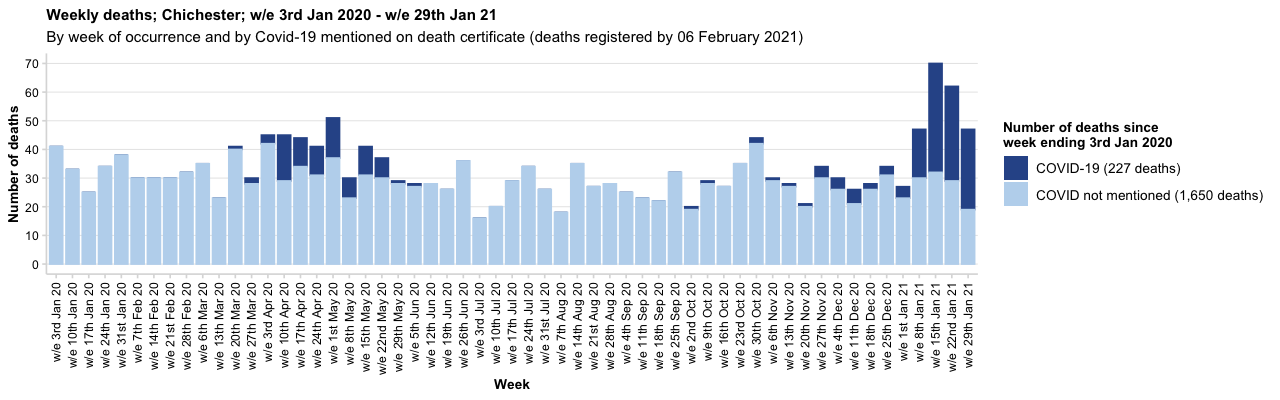 Weekly deaths; Chichester; w/e 3rd Jan 2020 - w/e 29th Jan 21
By week of occurrence and by Covid-19 mentioned on death certificate (deaths registered by 06 February 2021)
Number of deaths
70
60
50
40
30
20
10
0
w/e 3rd Jan 20
w/e 10th Jan 20
w/e 17th Jan 20
w/e 24th Jan 20
w/e 31st Jan 20
w/e 7th Feb 20
w/e 14th Feb 20
w/e 21st Feb 20
w/e 28th Feb 20
w/e 6th Mar 20
w/e 13th Mar 20
w/e 20th Mar 20
w/e 27th Mar 20
w/e 3rd Apr 20
w/e 10th Apr 20
w/e 17th Apr 20
w/e 24th Apr 20
w/e 1st May 20
w/e 8th May 20
w/e 15th May 20
w/e 22nd May 20
w/e 29th May 20
w/e 5th Jun 20
w/e 12th Jun 20
w/e 19th Jun 20
w/e 26th Jun 20
w/e 3rd Jul 20
w/e 10th Jul 20
w/e 17th Jul 20
w/e 24th Jul 20
w/e 31st Jul 20
w/e 7th Aug 20
w/e 14th Aug 20
w/e 21st Aug 20
w/e 28th Aug 20
w/e 4th Sep 20
w/e 11th Sep 20
w/e 18th Sep 20
w/e 25th Sep 20
w/e 2nd Oct 20
w/e 9th Oct 20
w/e 16th Oct 20
w/e 23rd Oct 20
w/e 30th Oct 20
w/e 6th Nov 20
w/e 13th Nov 20
w/e 20th Nov 20
w/e 27th Nov 20
w/e 4th Dec 20
w/e 11th Dec 20
w/e 18th Dec 20
w/e 25th Dec 20
w/e 1st Jan 21
w/e 8th Jan 21
w/e 15th Jan 21
w/e 22nd Jan 21
w/e 29th Jan 21
Week
Number of deaths since
week ending 3rd Jan 2020
COVID-19 (227 deaths)
COVID not mentioned (1,650 deaths)